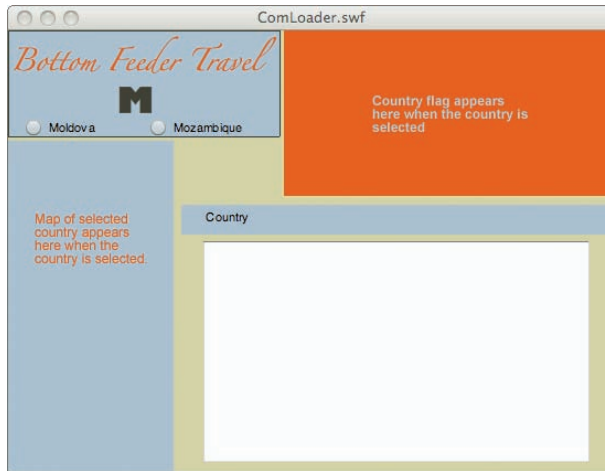 ComLoader.swf
Bottom Feeder Travel
M
Moldova
Mozambique
Country flag appears
here when the country is
selected
Map of selected
country appears
here when the
country is selected.
Country